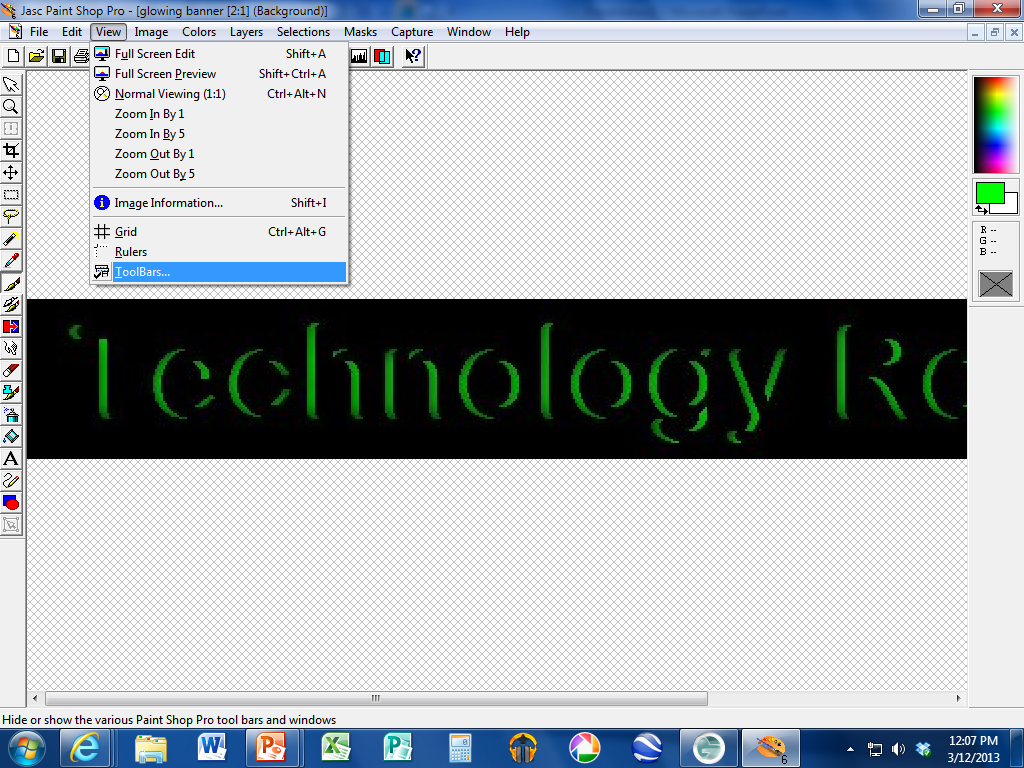 Jasc Paint Shop Pro - [glowing banner [2:1] (Background)]
File Edit View Image Colors Layers Selections Masks Capture Window Help
Full Screen Edit Shift+A
Full Screen Preview Shift+Ctrl+A
Normal Viewing (1:1) Ctrl+Alt+N
Zoom In By 1
Zoom In By 5
Zoom Out By 1
Zoom Out By 5
Image Information... Shift+I
Grid Ctrl+Alt+G
Rulers
ToolBars...
R --
G --
B --
Technology Ro
Hide or show the various Paint Shop Pro tool bars and windows
6
12:07 PM
3/12/2013